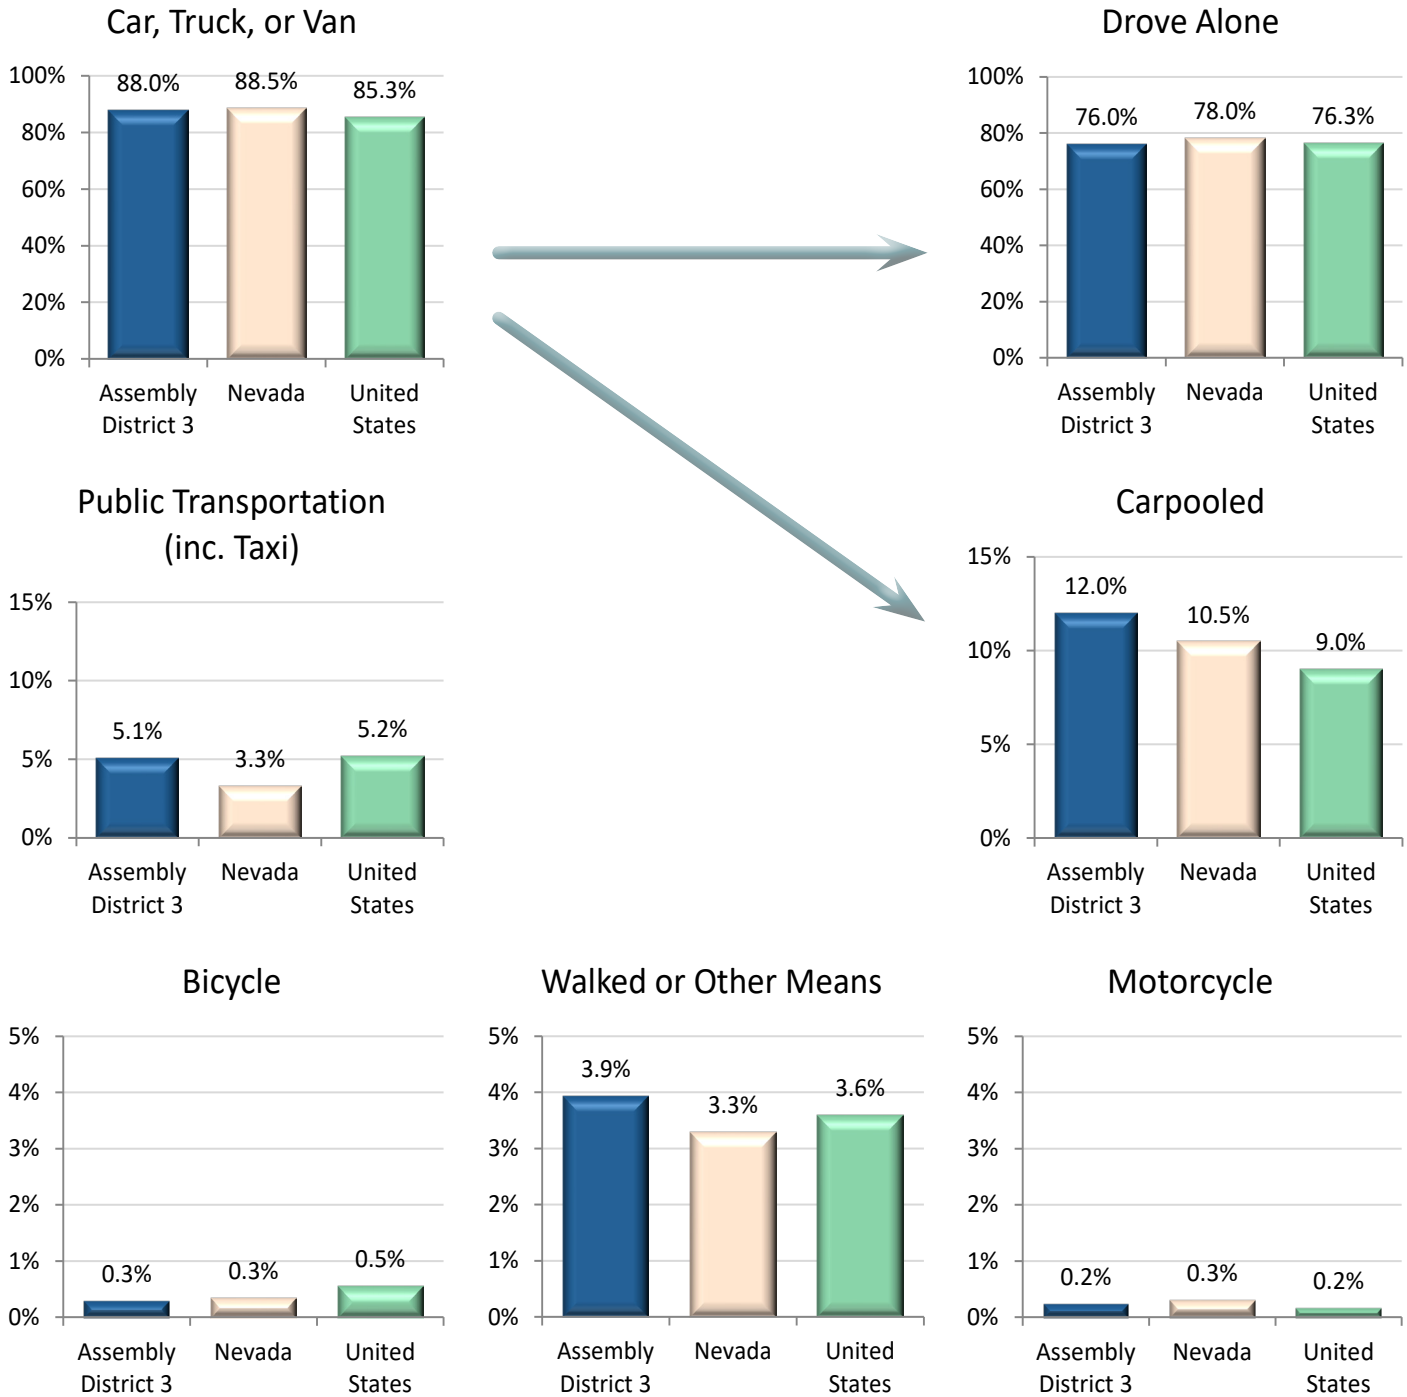 Car, Truck, or Van
100%
80%
60%
40%
20%
0%
88.0%
88.5%
85.3%
Assembly
District 3
Nevada
United
States
Drove Alone
100%
80%
60%
40%
20%
0%
76.0%
78.0%
76.3%
Assembly
District 3
Nevada
United
States
Public Transportation
(inc. Taxi)
15%
10%
5%
0%
5.1%
3.3%
5.2%
Assembly
District 3
Nevada
United
States
Carpooled
15%
10%
5%
0%
12.0%
10.5%
9.0%
Assembly
District 3
Nevada
United
States
Bicycle
5%
4%
3%
2%
1%
0%
0.3%
0.3%
0.5%
Assembly
District 3
Nevada
United
States
Walked or Other Means
5%
4%
3%
2%
1%
0%
3.9%
3.3%
3.6%
Assembly
District 3
Nevada
United
States
Motorcycle
5%
4%
3%
2%
1%
0%
0.2%
0.3%
0.2%
Assembly
District 3
Nevada
United
States